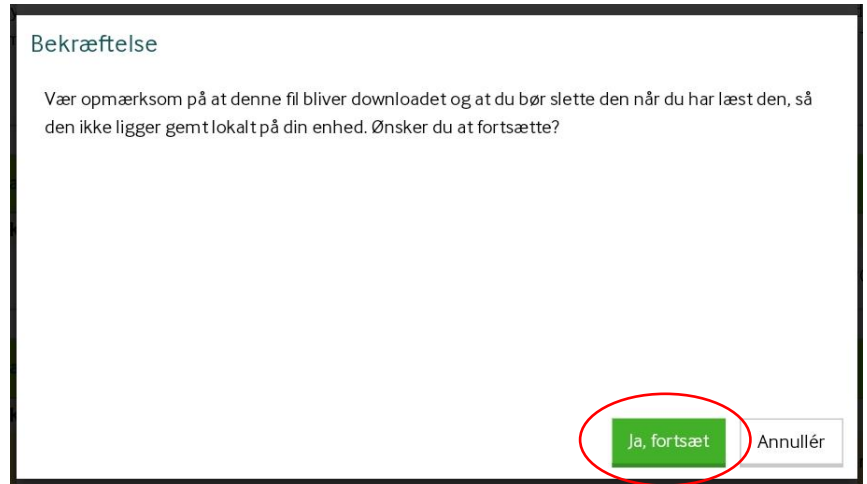 Bekræftelse
Vær opmærksom på at denne fil bliver downloadet og at du bør slette den når du har læst den, så
den ikke ligger gemt lokalt på din enhed. Ønsker du at fortsætte?
Ja, fortsæt
Annullér